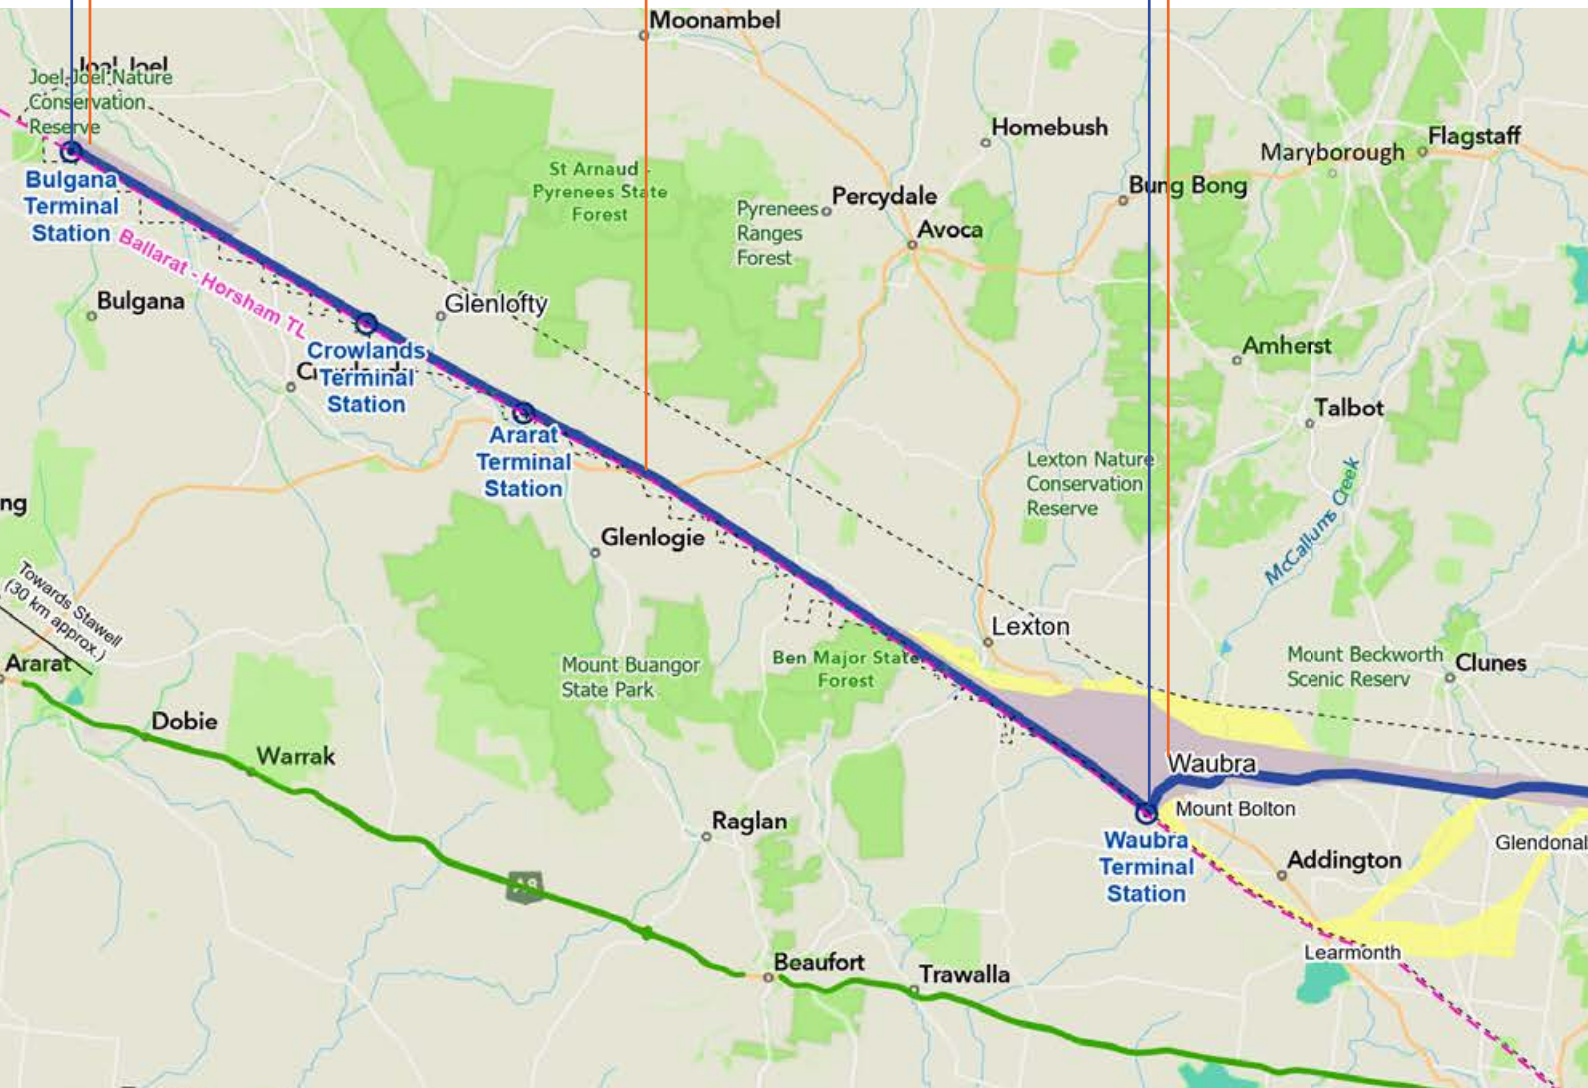 Moonambel
Joel Joel
Joel Joel Nature
Conservation
Reserve
Homebush
Flagstaff
Maryborough
St Arnaud -
Pyrenees State
Forest
Bung Bong
Percydale
Pyrenees
Ranges
Forest
Avoca
Bulgana
Terminal
Station
Ballarat - Horsham TL
Bulgana
Glenlofty
Amherst
Crowlands
Terminal
Station
Talbot
Ararat
Terminal
Station
Lexton Nature
Conservation
Reserve
McCallums Creek
ng
Glenlogie
Towards Stawell
(30 km approx.)
Ararat
Lexton
Mount Buangor
State Park
Ben Major State
Forest
Mount Beckworth
Scenic Reserv
Clunes
Dobie
Warrak
Waubra
Mount Bolton
Raglan
Waubra
Terminal
Station
Glendonal
Addington
A8
Learmonth
Beaufort
Trawalla